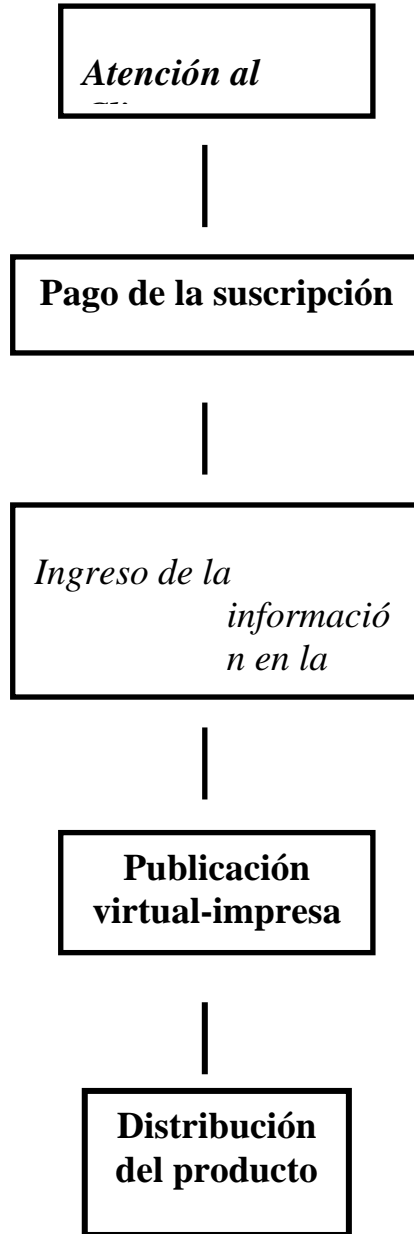 Atención al
Pago de la suscripción
Ingreso de la
informació
n en la
Publicación
virtual-impresa
Distribución
del producto